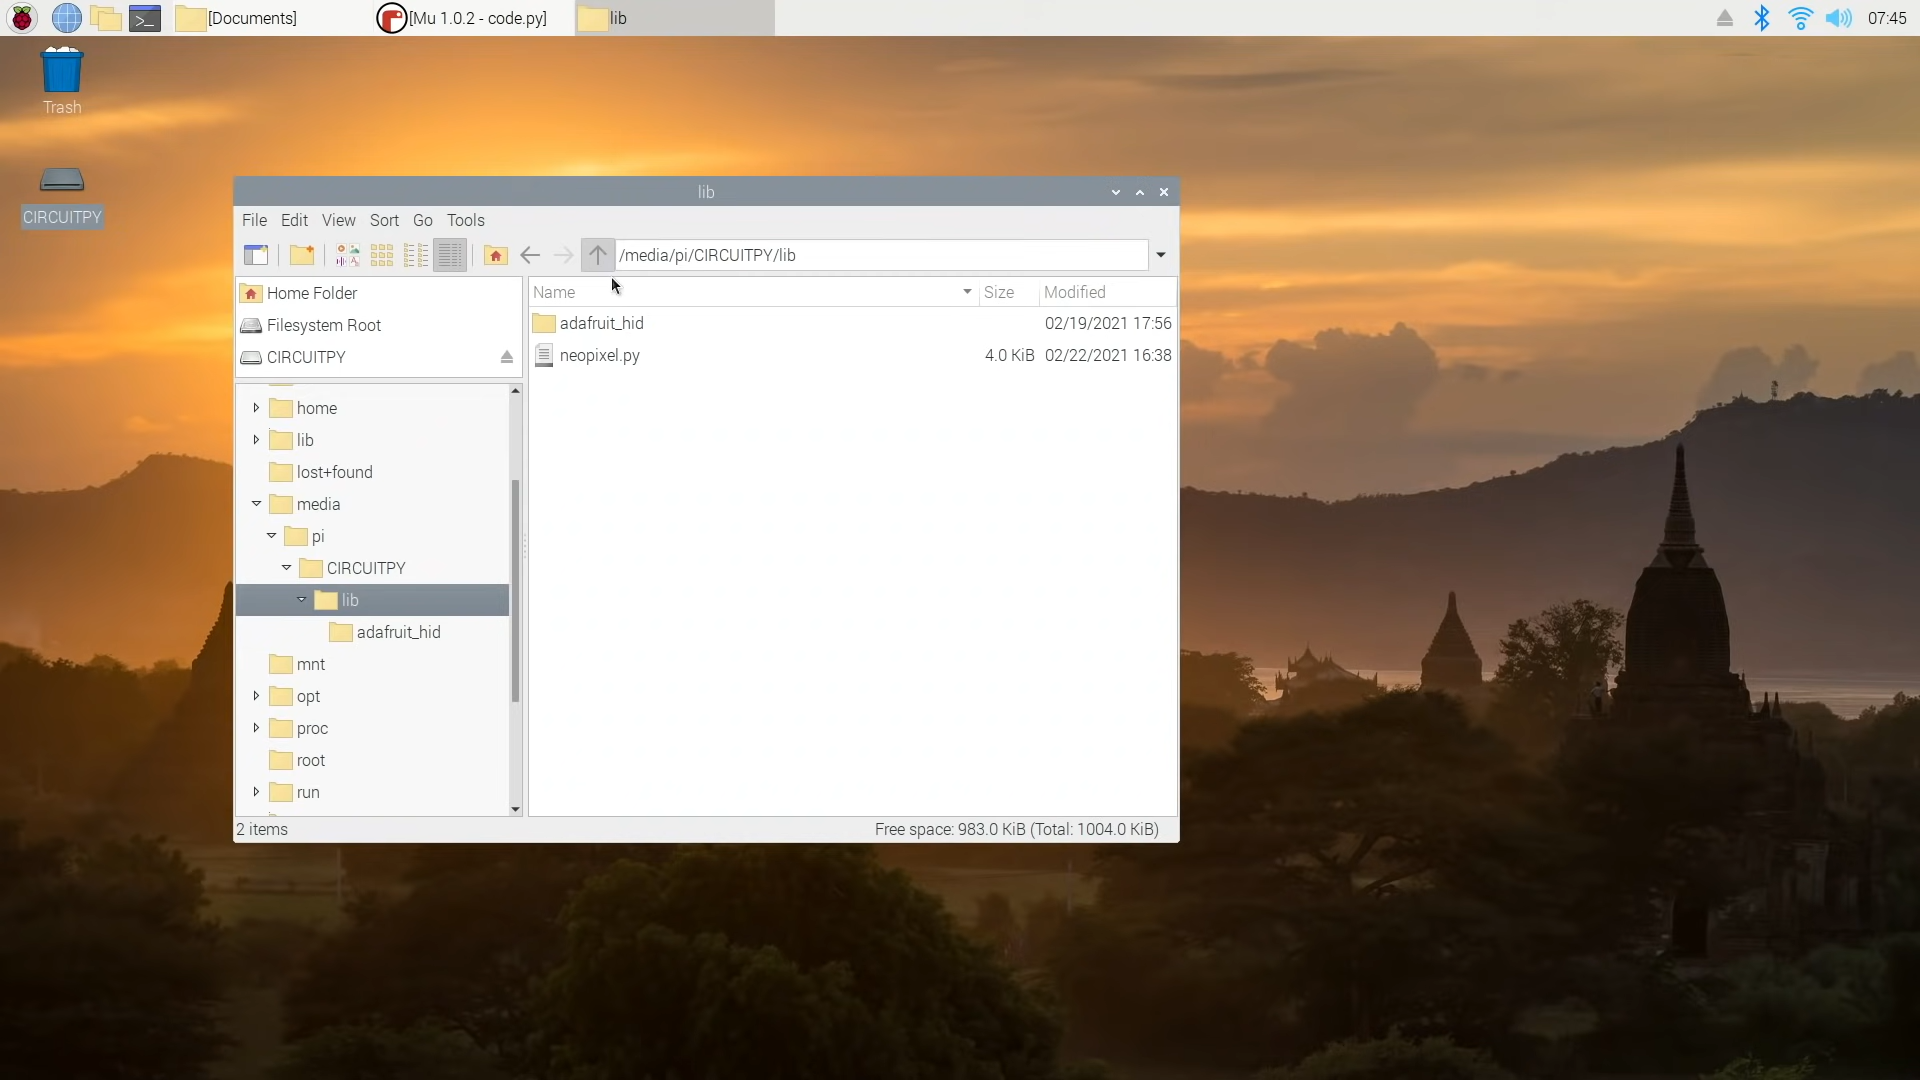 [Documents]
[Mu 1.0.2 - code.py]
lib
07:45
Trash
CIRCUITPY
lib
File Edit View Sort Go Tools
/media/pi/CIRCUITPY/lib
Home Folder
Filesystem Root
CIRCUITPY
home
lib
lost+found
media
pi
CIRCUITPY
lib
adafruit_hid
mnt
opt
proc
root
run
Name Size Modified
adafruit_hid 02/19/2021 17:56
neopixel.py 4.0 KiB 02/22/2021 16:38
2 items
Free space: 983.0 KiB (Total: 1004.0 KiB)